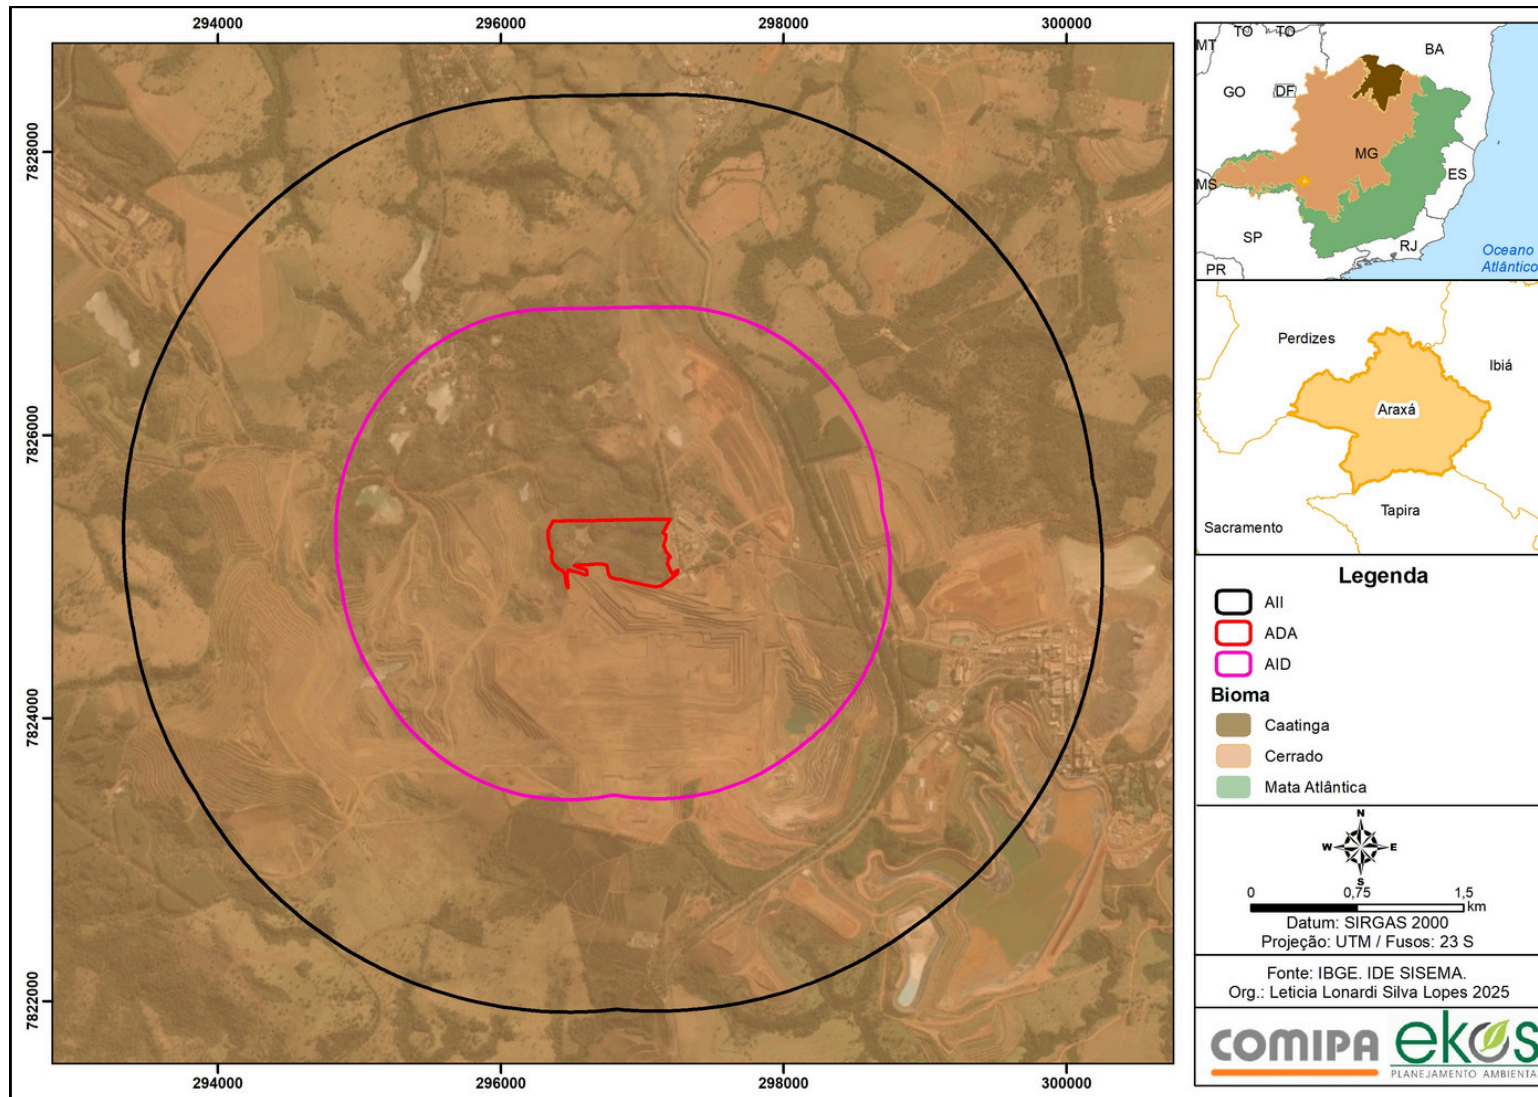 294000 296000 298000 300000
7828000
7826000
7824000
7822000
294000 296000 298000 300000
MT TO TO BA
GO DF
MG
MS ES
SP
RJ
PR
Oceano
Atlântico
Perdizes
Ibiá
Araxá
Sacramento
Tapira
Legenda
AII
ADA
AID
Bioma
Caatinga
Cerrado
Mata Atlântica
N
W E
S
0 0,75 1,5
km
Datum: SIRGAS 2000
Projeção: UTM / Fusos: 23 S
Fonte: IBGE. IDE SISEMA.
Org.: Leticia Lonardi Silva Lopes 2025
COMIPA ekos
PLANEJAMENTO AMBIENTA